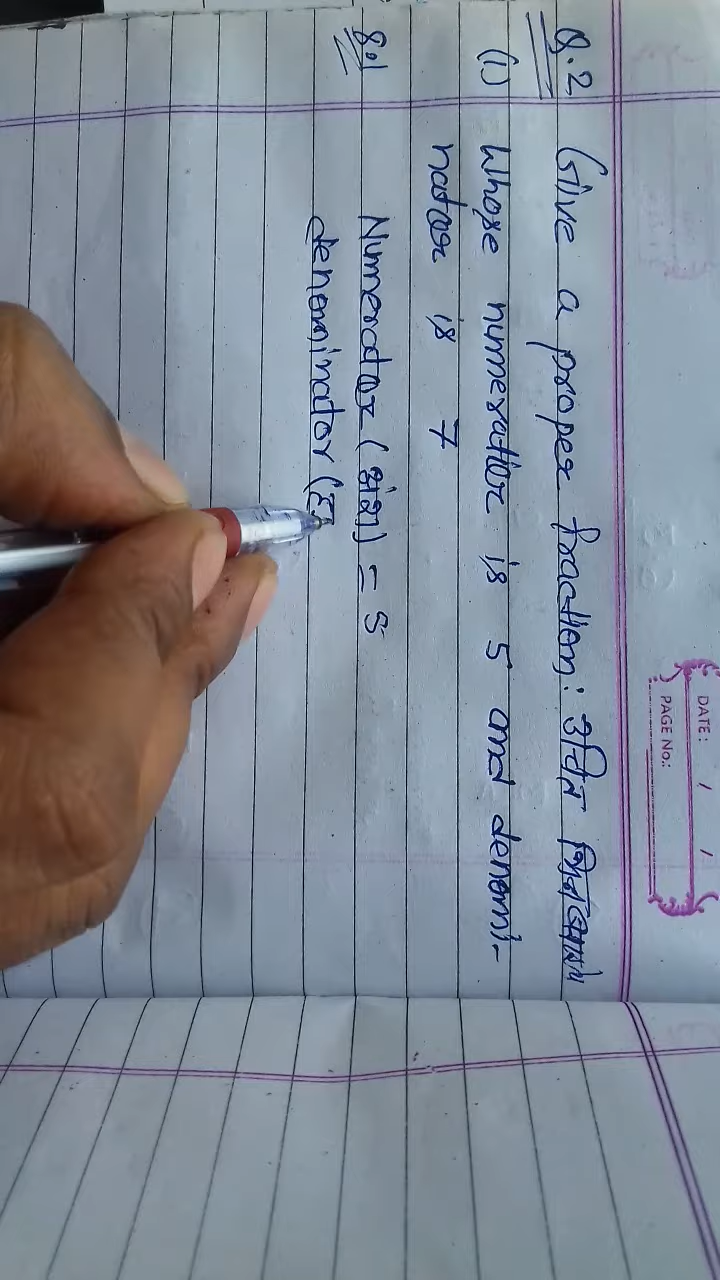 DATE: / /
PAGE NO.:
Q.2 Give a proper fraction: उचित
(i) Whose numerator is 5 and denomi-
nator is 7
Numerator (अंश) = 5
denominator (ह